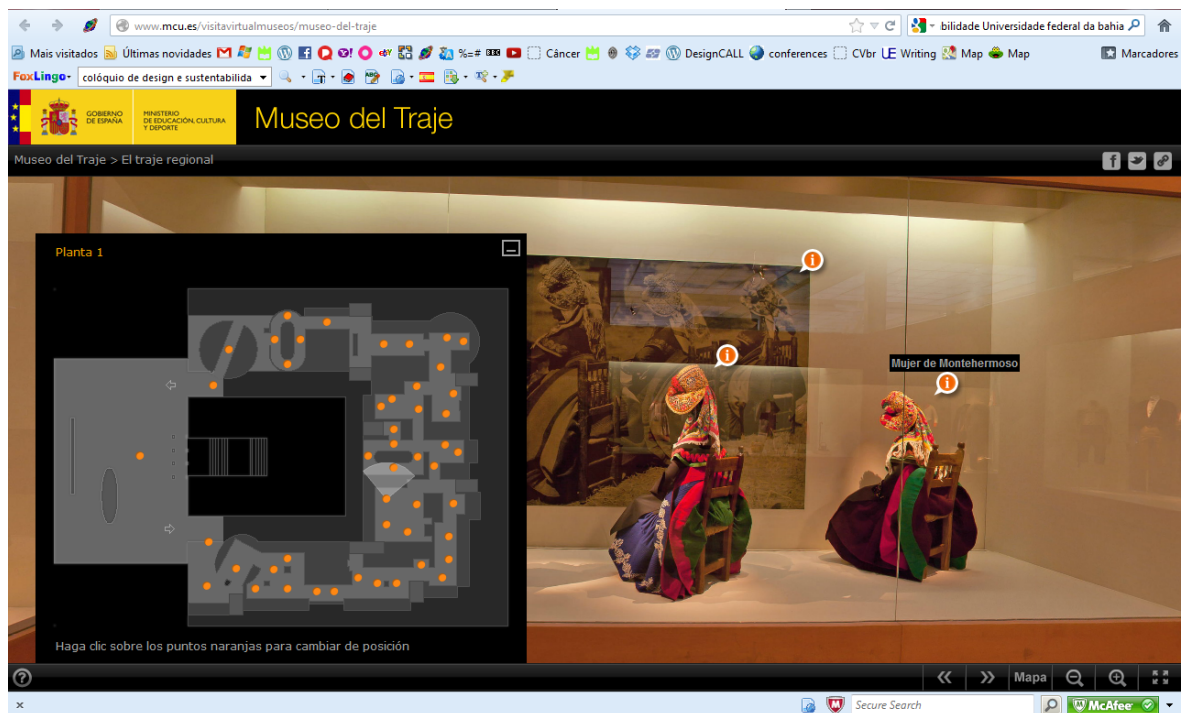 www.mcu.es/visitavirtualmuseos/museo-del-traje
bilidade Universidade federal da bahia
Mais visitados
Últimas novidades
%=#
Câncer
DesignCALL
conferences
CVbr
Writing
Map
Map
Marcadores
FoxLingo
colóquio de design e sustentabilida
GOBIERNO
DE ESPAÑA
MINISTERIO
DE EDUCACIÓN, CULTURA
Y DEPORTE
Museo del Traje
Museo del Traje > El traje regional
Planta 1
Mujer de Montehermoso
Haga clic sobre los puntos naranjas para cambiar de posición
Mapa
Secure Search
McAfee